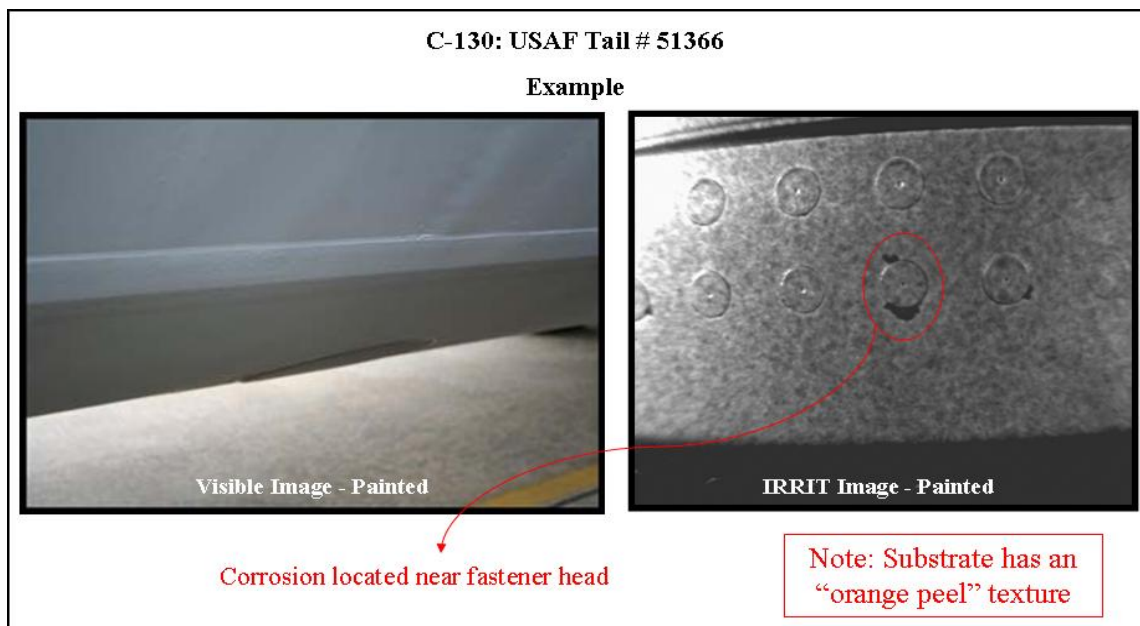 C-130: USAF Tail # 51366
Example
Visible Image - Painted
IRRIT Image - Painted
Corrosion located near fastener head
Note: Substrate has an
“orange peel” texture